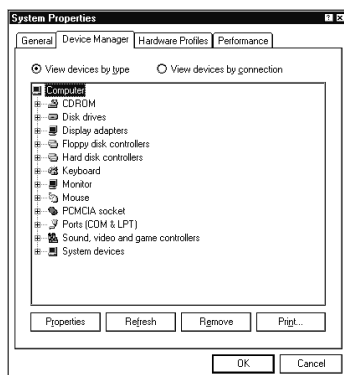 System Properties
General Device Manager Hardware Profiles Performance
View devices by type View devices by connection
Computer
CDROM
Disk drives
Display adapters
Floppy disk controllers
Hard disk controllers
Keyboard
Monitor
Mouse
PCMCIA socket
Ports (COM & LPT)
Sound, video and game controllers
System devices
Properties Refresh Remove Print...
OK Cancel